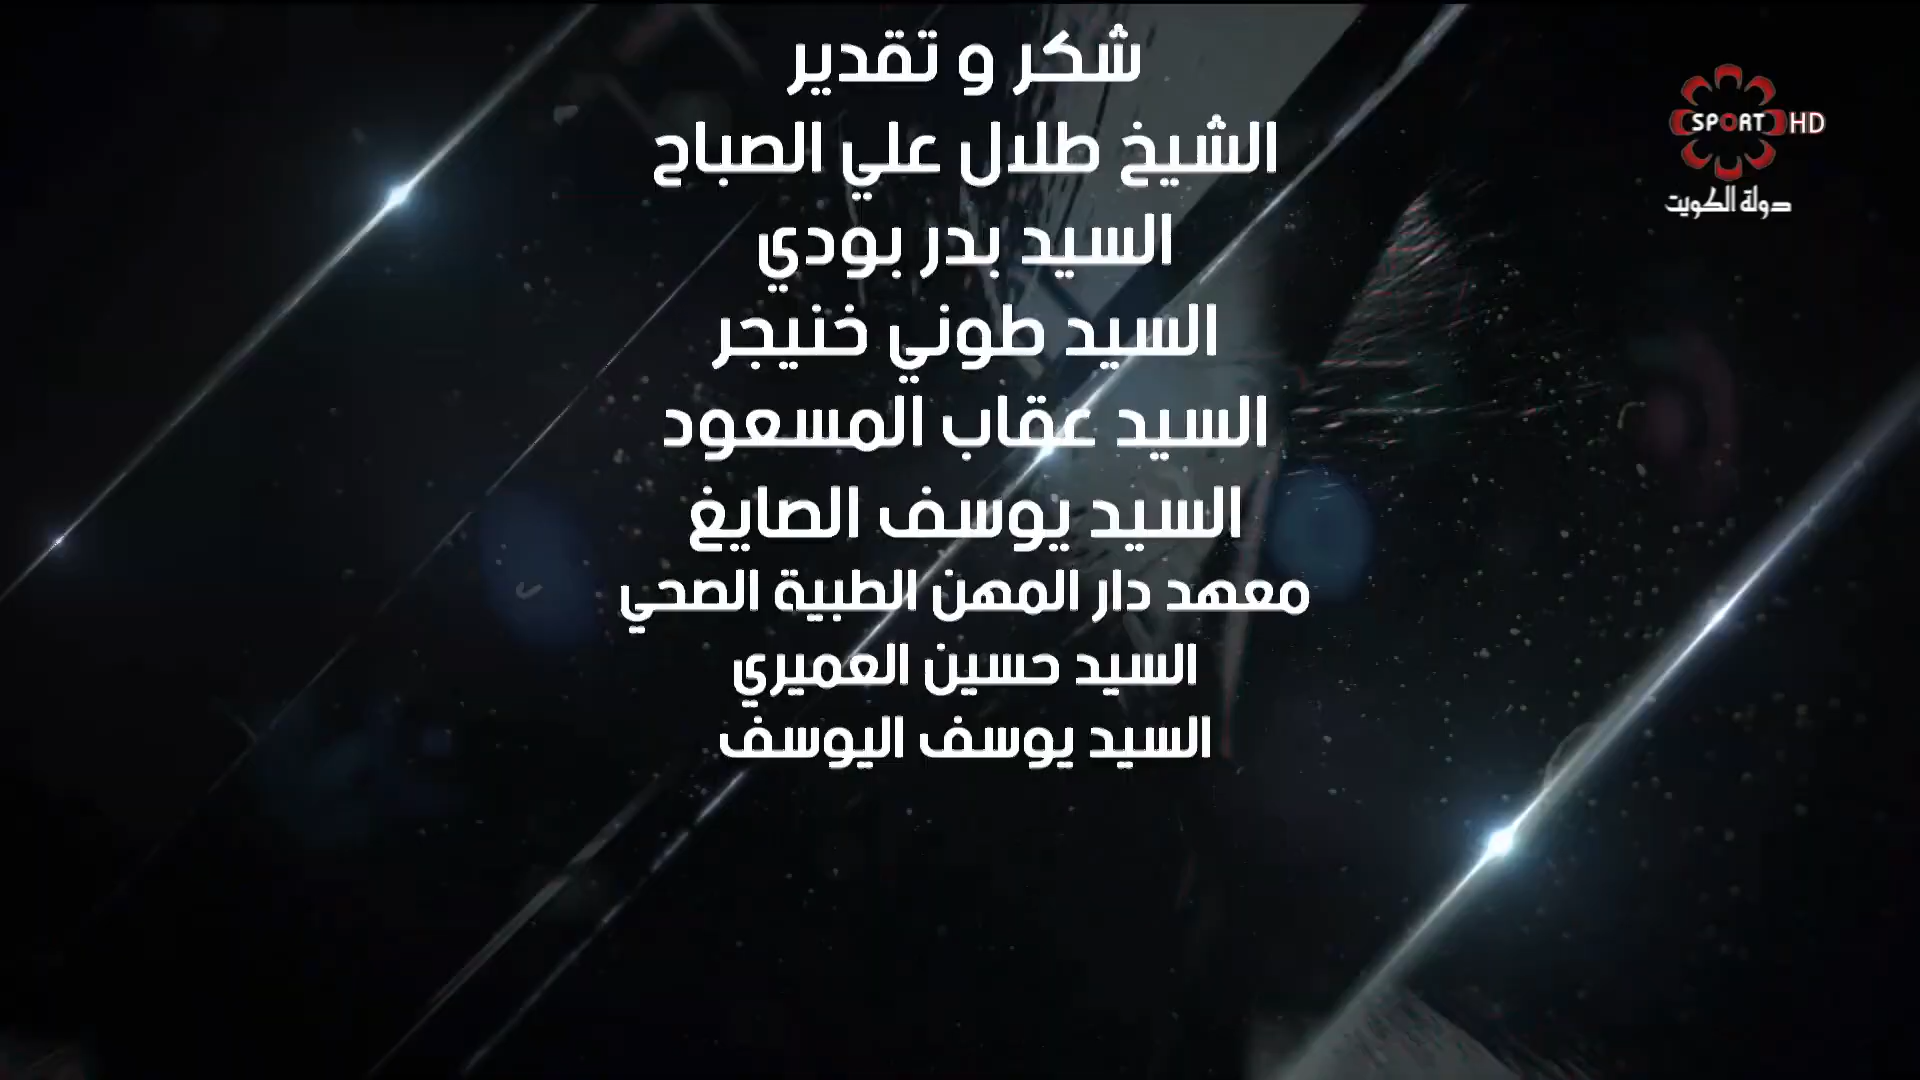 شكر و تقدير
الشيخ طلال علي الصباح
السيد بدر بودي
السيد طوني خنيجر
السيد عقاب المسعود
السيد يوسف الصايغ
معهد دار المهن الطبية الصحي
السيد حسين العميري
السيد يوسف اليوسف
SPORT HD
دولة الكويت